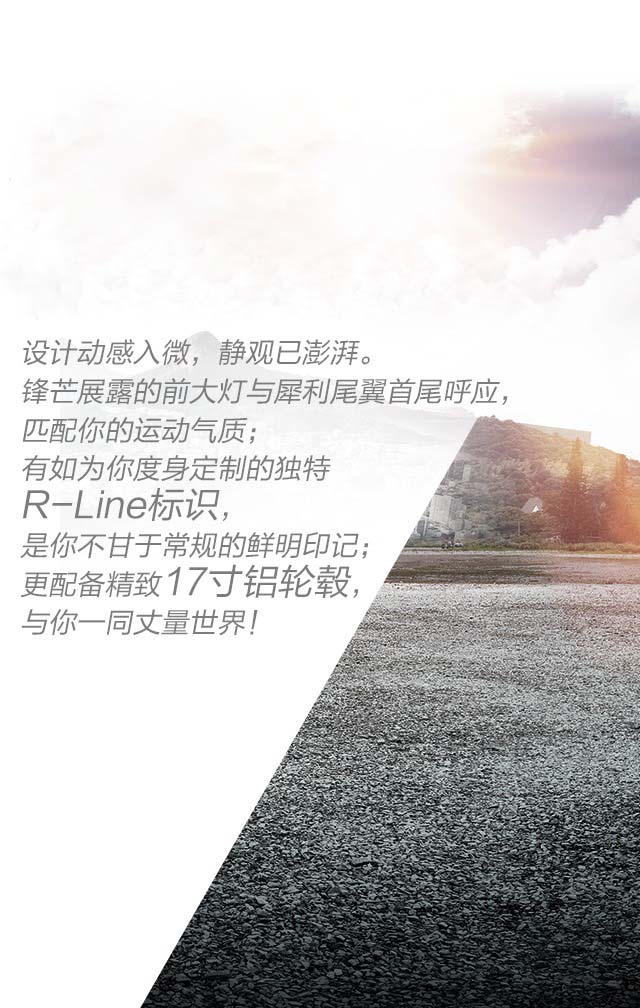 设计动感入微，静观已澎湃。
锋芒展露的前大灯与犀利尾翼首尾呼应，
匹配你的运动气质；
有如为你度身定制的独特
R-Line标识，
是你不甘于常规的鲜明印记；
更配备精致17寸铝轮毂，
与你一同丈量世界！